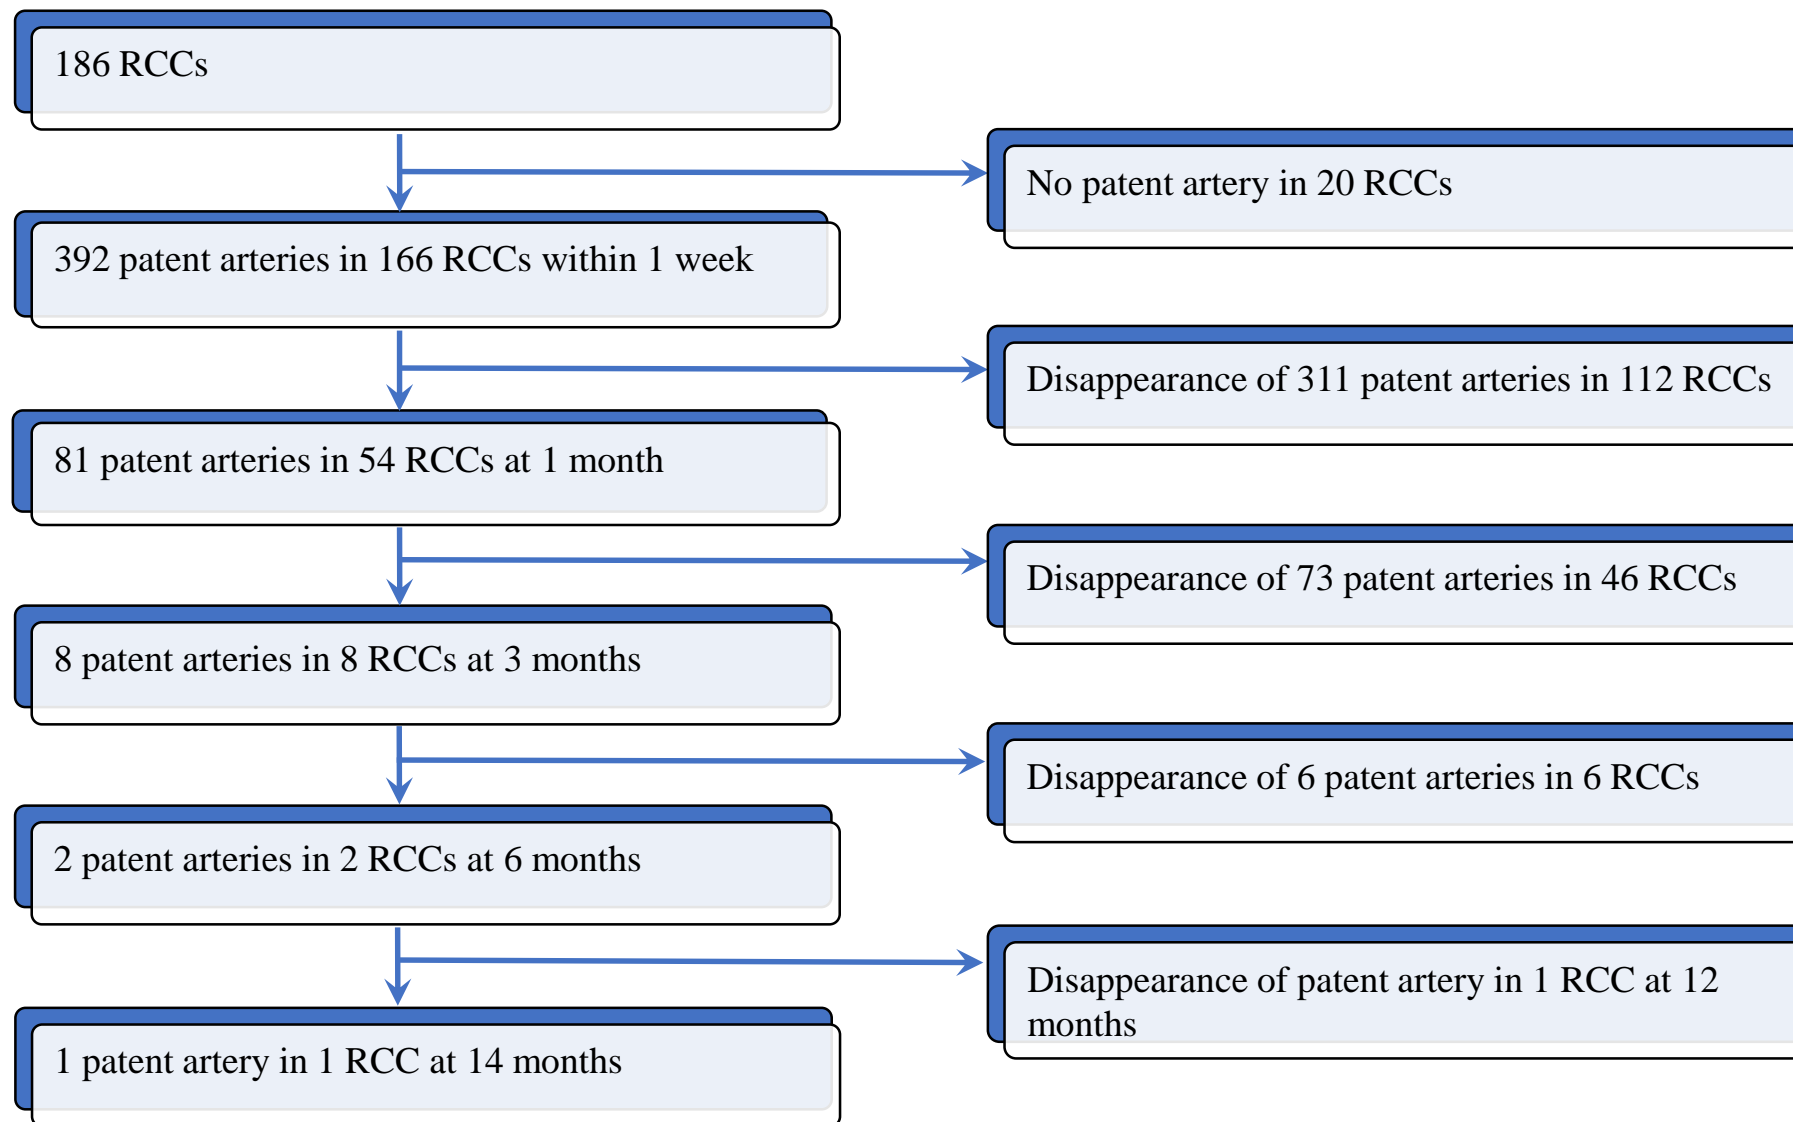 186 RCCs
No patent artery in 20 RCCs
392 patent arteries in 166 RCCs within 1 week
Disappearance of 311 patent arteries in 112 RCCs
81 patent arteries in 54 RCCs at 1 month
Disappearance of 73 patent arteries in 46 RCCs
8 patent arteries in 8 RCCs at 3 months
Disappearance of 6 patent arteries in 6 RCCs
2 patent arteries in 2 RCCs at 6 months
Disappearance of patent artery in 1 RCC at 12
months
1 patent artery in 1 RCC at 14 months